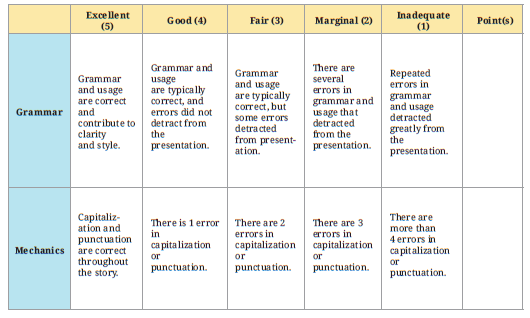 Excellent
(5)
Good (4)
Fair (3)
Marginal (2)
Inadequate
(1)
Point(s)
Grammar
Grammar
and usage
are correct
and
contribute to
clarity
and style.
Grammar and
usage
are typically
correct, and
errors did not
detract from
the
presentation.
Grammar
and usage
are typically
correct, but
some errors
detracted
from present-
ation.
There are
several
errors in
grammar and
usage that
detracted
from the
presentation.
Repeated
errors in
grammar
and usage
detracted
greatly from
the
presentation.
Mechanics
Capitaliz-
ation and
punctuation
are correct
throughout
the story.
There is 1 error
in
capitalization
or
punctuation.
There are 2
errors in
capitalization
or
punctuation.
There are 3
errors in
capitalization
or
punctuation.
There are
more than
4 errors in
capitalization
or
punctuation.